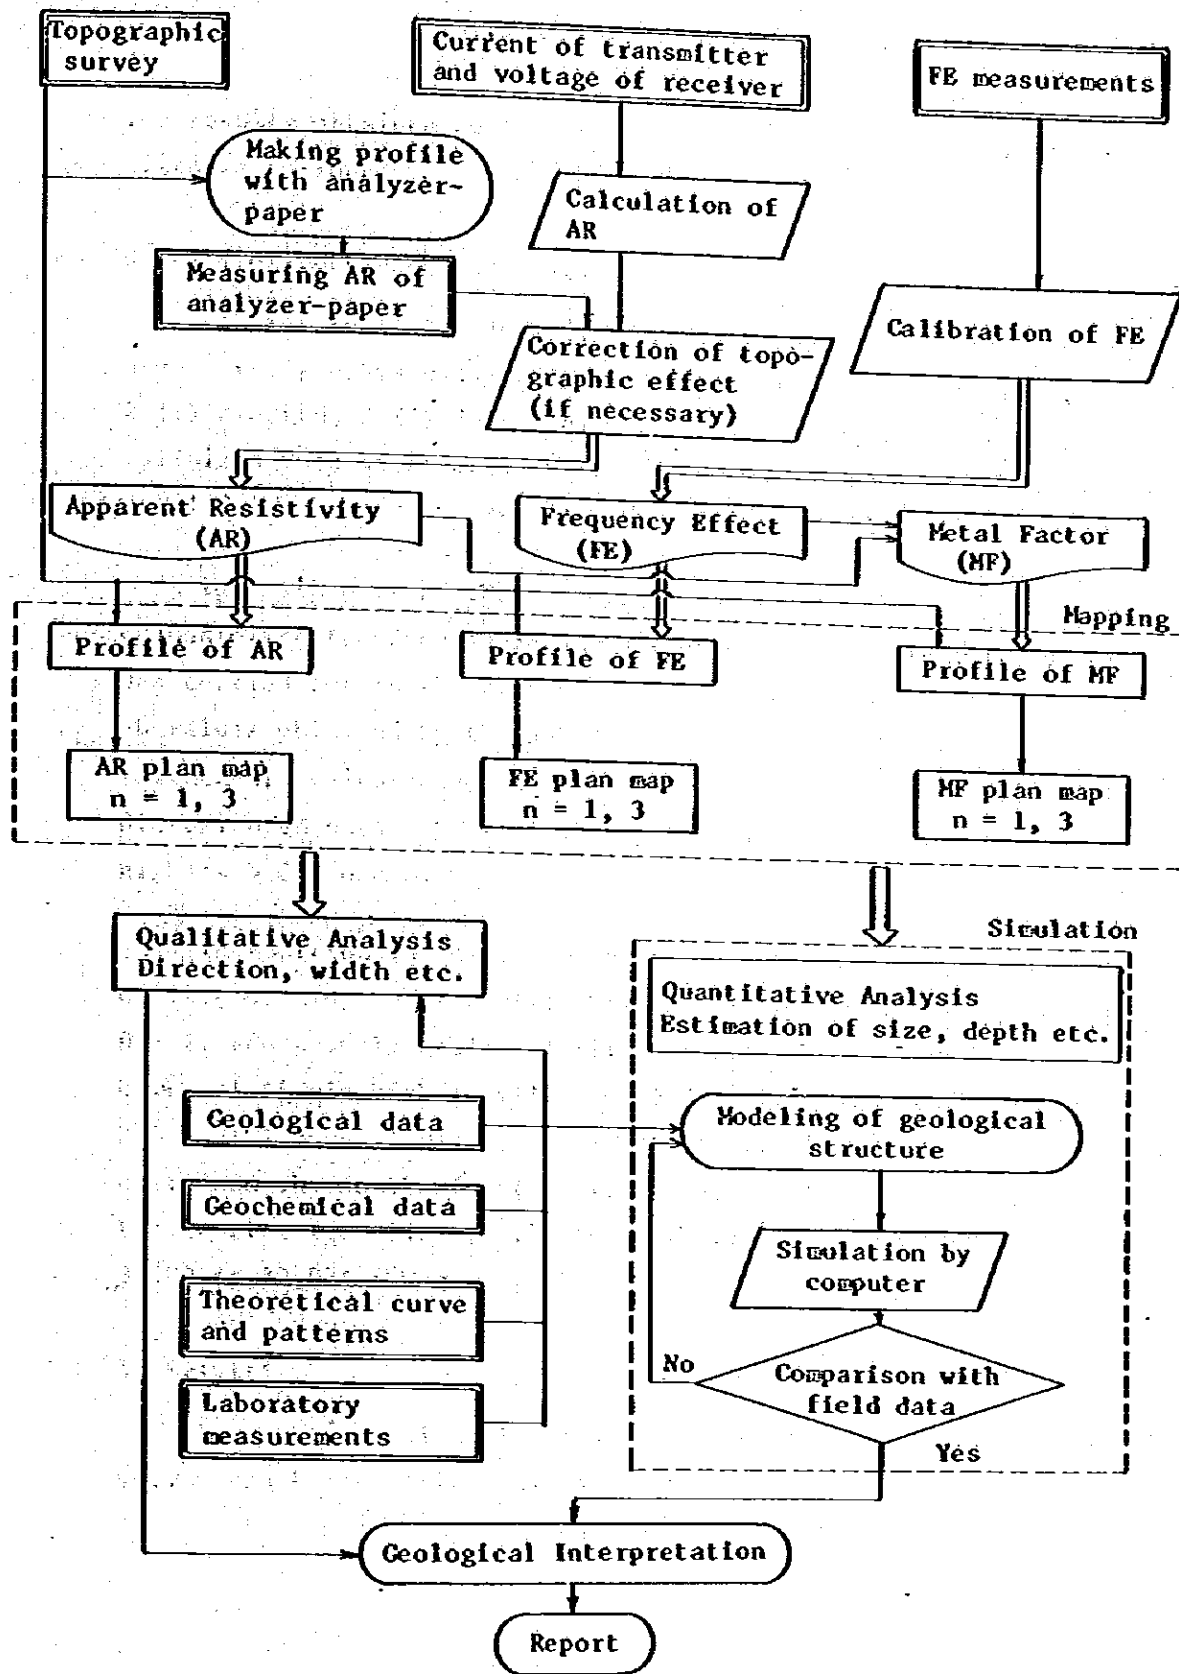 Topographic
survey
Current of transmitter
and voltage of receiver
FE measurements
Making profile
with analyzer-
paper
Calculation of
AR
Measuring AR of
analyzer-paper
Calibration of FE
Correction of topo-
graphic effect
(if necessary)
Apparent Resistivity
(AR)
Frequency Effect
(FE)
Metal Factor
(MF)
Mapping
Profile of AR
Profile of FE
Profile of MF
AR plan map
n = 1, 3
FE plan map
n = 1, 3
MF plan map
n = 1, 3
Qualitative Analysis
Direction, width etc.
Simulation
Quantitative Analysis
Estimation of size, depth etc.
Geological data
Modeling of geological
structure
Geochemical data
Simulation by
computer
Theoretical curve
and patterns
No
Comparison with
field data
Laboratory
measurements
Yes
Geological Interpretation
Report